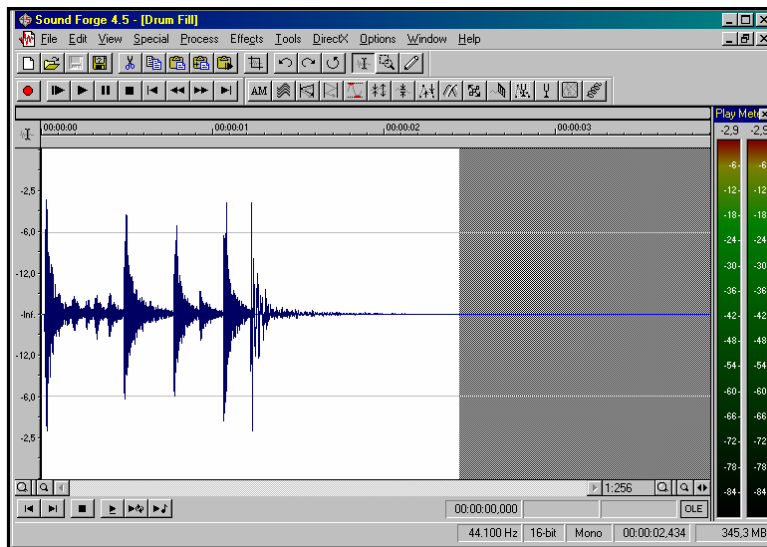 Sound Forge 4.5 - [Drum Fill]
File Edit View Special Process Effects Tools DirectX Options Window Help
AM
Play Mete
00:00:00 00:00:01 00:00:02 00:00:03
-2,9 -2,9
-2,5
-6,0
-12,0
-Inf.
-12,0
-6,0
-2,5
-6- -6
-12- -12
-18- -18
-24- -24
-30- -30
-36- -36
-42- -42
-48- -48
-54- -54
-60- -60
-66- -66
-72- -72
-78- -78
-84- -84
1:256
00:00:00,000 OLE
44.100 Hz 16-bit Mono 00:00:02,434 345,3 MB